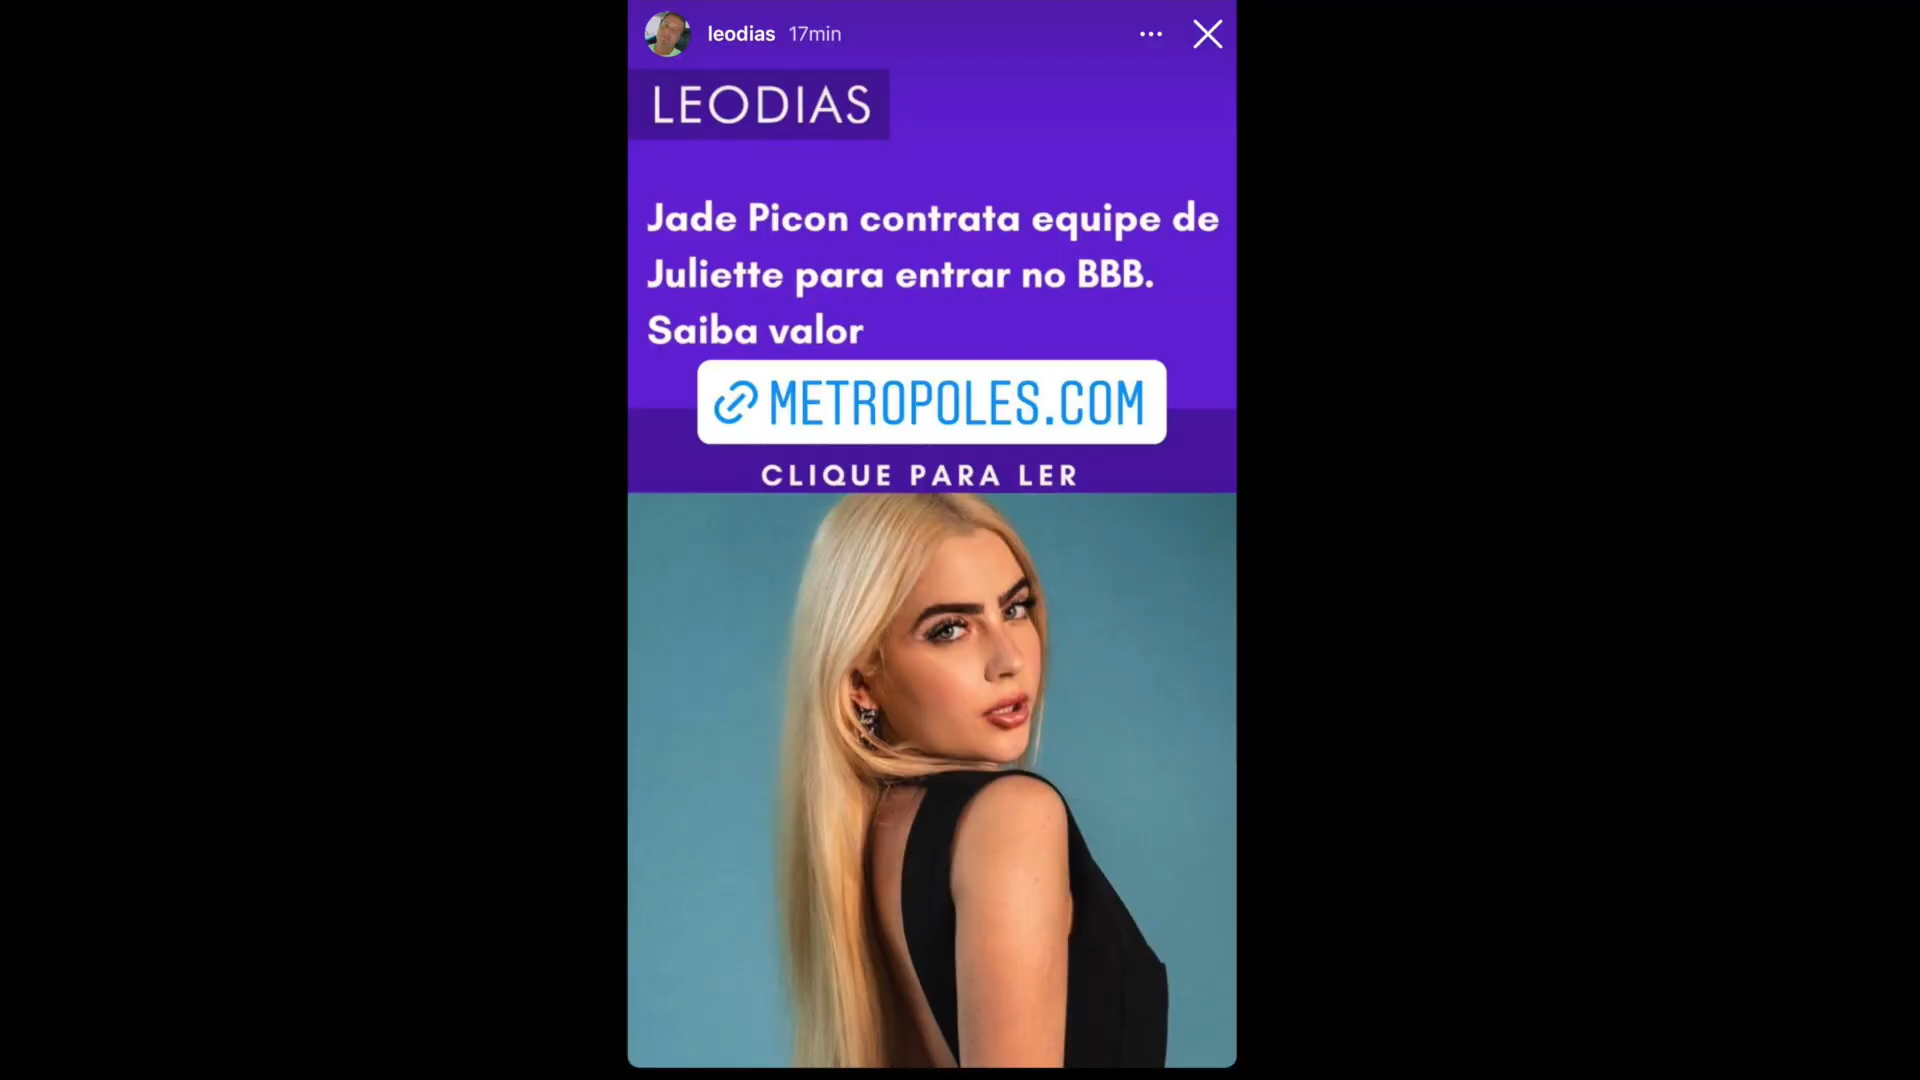 leodias 17min
LEODIAS
Jade Picon contrata equipe de
Juliette para entrar no BBB.
Saiba valor
METROPOLES.COM
CLIQUE PARA LER